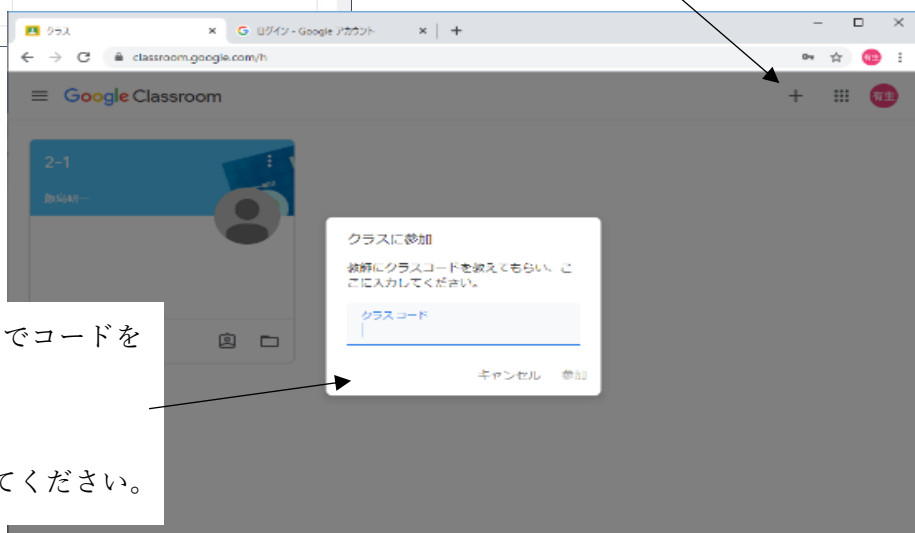 クラス
ログイン - Google アカウント
classroom.google.com/h
有生
Google Classroom
有生
2-1
クラスに参加
教師にクラスコードを教えてもらい、こ
こに入力してください。
クラス コード
キャンセル 参加
でコードを
てください。